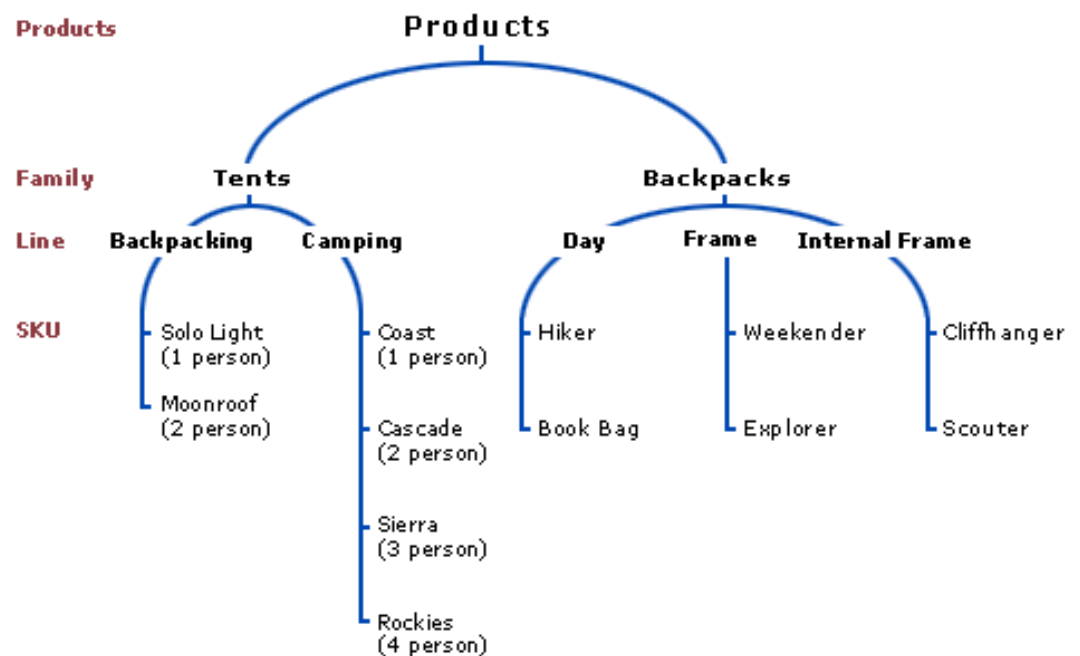 Products
Products
Family
Tents
Backpacks
Line
Backpacking
Camping
Day
Frame
Internal Frame
SKU
Solo Light
(1 person)
Moonroof
(2 person)
Coast
(1 person)
Cascade
(2 person)
Sierra
(3 person)
Rockies
(4 person)
Hiker
Book Bag
Weekender
Explorer
Cliffhanger
Scouter